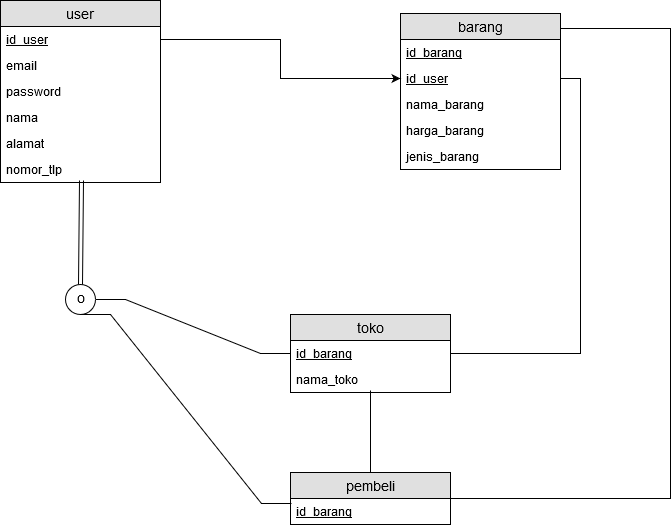 user
id_user
email
password
nama
alamat
nomor_tlp
barang
id_barang
id_user
nama_barang
harga_barang
jenis_barang
o
toko
id_barang
nama_toko
pembeli
id_barang